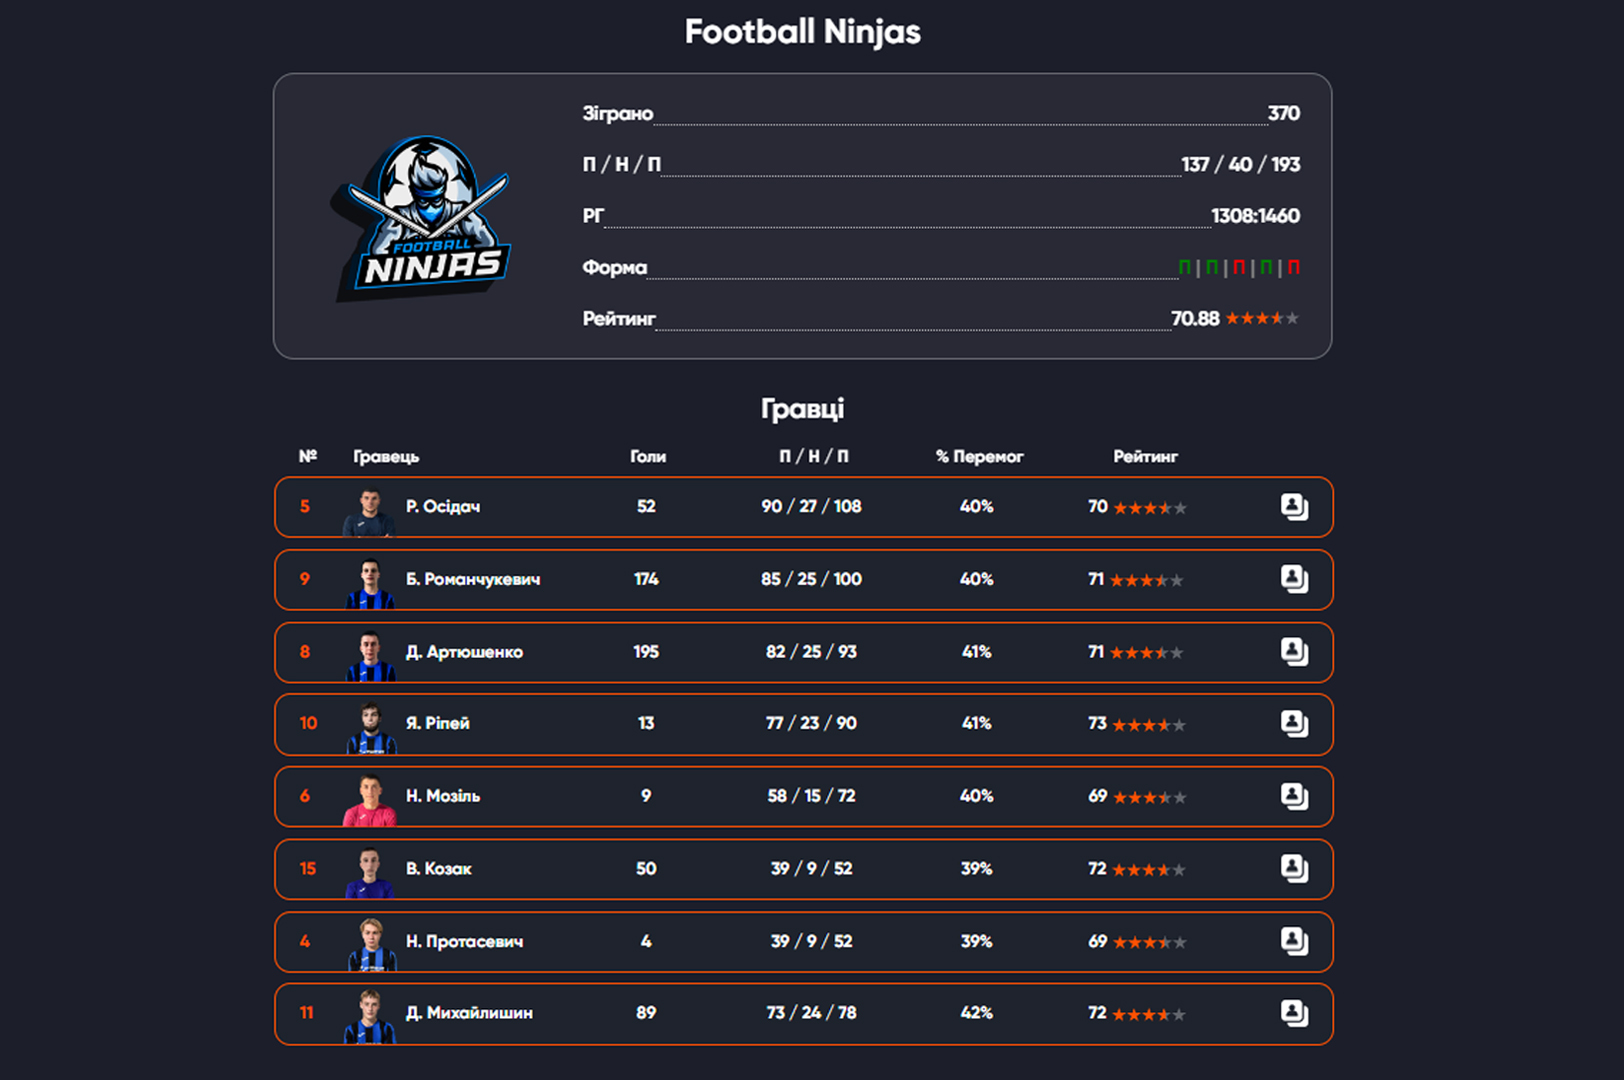 Football Ninjas
FOOTBALL
NINJAS
Зіграно 370
П / Н / П 137 / 40 / 193
РГ 1308:1460
Форма П | П | П | П | П
Рейтинг 70.88
Гравці
№ Гравець Голи П / Н / П % Перемог Рейтинг
5 Р. Осідач 52 90 / 27 / 108 40% 70
9 Б. Романчукевич 174 85 / 25 / 100 40% 71
8 Д. Артюшенко 195 82 / 25 / 93 41% 71
10 Я. Ріпей 13 77 / 23 / 90 41% 73
6 Н. Мозіль 9 58 / 15 / 72 40% 69
15 В. Козак 50 39 / 9 / 52 39% 72
4 Н. Протасевич 4 39 / 9 / 52 39% 69
11 Д. Михайлишин 89 73 / 24 / 78 42% 72